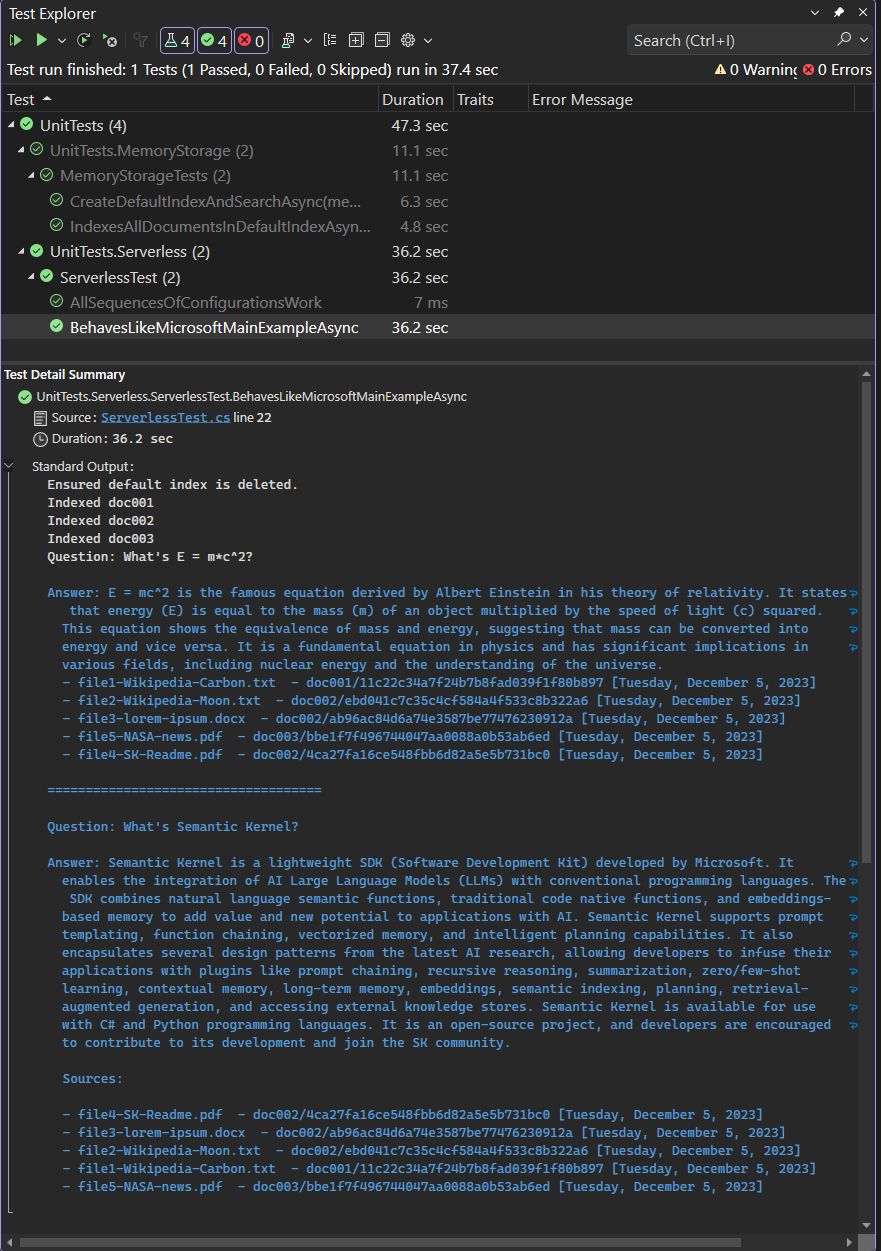 Test Explorer
4 4 0 Search (Ctrl+I)
Test run finished: 1 Tests (1 Passed, 0 Failed, 0 Skipped) run in 37.4 sec 0 Warning 0 Errors
Test Duration Traits Error Message
UnitTests (4) 47.3 sec
UnitTests.MemoryStorage (2) 11.1 sec
MemoryStorageTests (2) 11.1 sec
CreateDefaultIndexAndSearchAsync(me... 6.3 sec
IndexesAllDocumentsInDefaultIndexAsyn... 4.8 sec
UnitTests.Serverless (2) 36.2 sec
ServerlessTest (2) 36.2 sec
AllSequencesOfConfigurationsWork 7 ms
BehavesLikeMicrosoftMainExampleAsync 36.2 sec
Test Detail Summary
UnitTests.Serverless.ServerlessTest.BehavesLikeMicrosoftMainExampleAsync
Source: ServerlessTest.cs line 22
Duration: 36.2 sec
Standard Output:
Ensured default index is deleted.
Indexed doc001
Indexed doc002
Indexed doc003
Question: What's E = m*c^2?
Answer: E = mc^2 is the famous equation derived by Albert Einstein in his theory of relativity. It states
that energy (E) is equal to the mass (m) of an object multiplied by the speed of light (c) squared.
This equation shows the equivalence of mass and energy, suggesting that mass can be converted into
energy and vice versa. It is a fundamental equation in physics and has significant implications in
various fields, including nuclear energy and the understanding of the universe.
- file1-Wikipedia-Carbon.txt - doc001/11c22c34a7f24b7b8fad039f1f80b897 [Tuesday, December 5, 2023]
- file2-Wikipedia-Moon.txt - doc002/ebd041c7c35c4cf584a4f533c8b322a6 [Tuesday, December 5, 2023]
- file3-lorem-ipsum.docx - doc002/ab96ac84d6a74e3587be77476230912a [Tuesday, December 5, 2023]
- file5-NASA-news.pdf - doc003/bbe1f7f496744047aa0088a0b53ab6ed [Tuesday, December 5, 2023]
- file4-SK-Readme.pdf - doc002/4ca27fa16ce548fbb6d82a5e5b731bc0 [Tuesday, December 5, 2023]
====================================
Question: What's Semantic Kernel?
Answer: Semantic Kernel is a lightweight SDK (Software Development Kit) developed by Microsoft. It
enables the integration of AI Large Language Models (LLMs) with conventional programming languages. The
SDK combines natural language semantic functions, traditional code native functions, and embeddings-
based memory to add value and new potential to applications with AI. Semantic Kernel supports prompt
templating, function chaining, vectorized memory, and intelligent planning capabilities. It also
encapsulates several design patterns from the latest AI research, allowing developers to infuse their
applications with plugins like prompt chaining, recursive reasoning, summarization, zero/few-shot
learning, contextual memory, long-term memory, embeddings, semantic indexing, planning, retrieval-
augmented generation, and accessing external knowledge stores. Semantic Kernel is available for use
with C# and Python programming languages. It is an open-source project, and developers are encouraged
to contribute to its development and join the SK community.
Sources:
- file4-SK-Readme.pdf - doc002/4ca27fa16ce548fbb6d82a5e5b731bc0 [Tuesday, December 5, 2023]
- file3-lorem-ipsum.docx - doc002/ab96ac84d6a74e3587be77476230912a [Tuesday, December 5, 2023]
- file2-Wikipedia-Moon.txt - doc002/ebd041c7c35c4cf584a4f533c8b322a6 [Tuesday, December 5, 2023]
- file1-Wikipedia-Carbon.txt - doc001/11c22c34a7f24b7b8fad039f1f80b897 [Tuesday, December 5, 2023]
- file5-NASA-news.pdf - doc003/bbe1f7f496744047aa0088a0b53ab6ed [Tuesday, December 5, 2023]